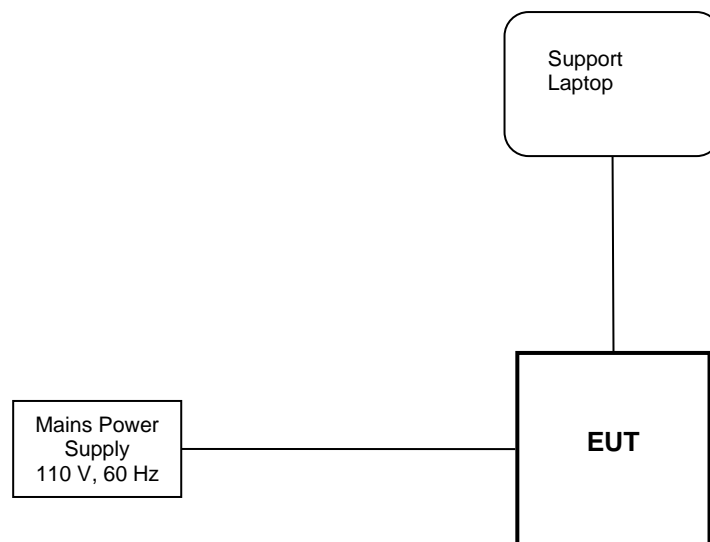 Support
Laptop
Mains Power
Supply
110 V, 60 Hz
EUT